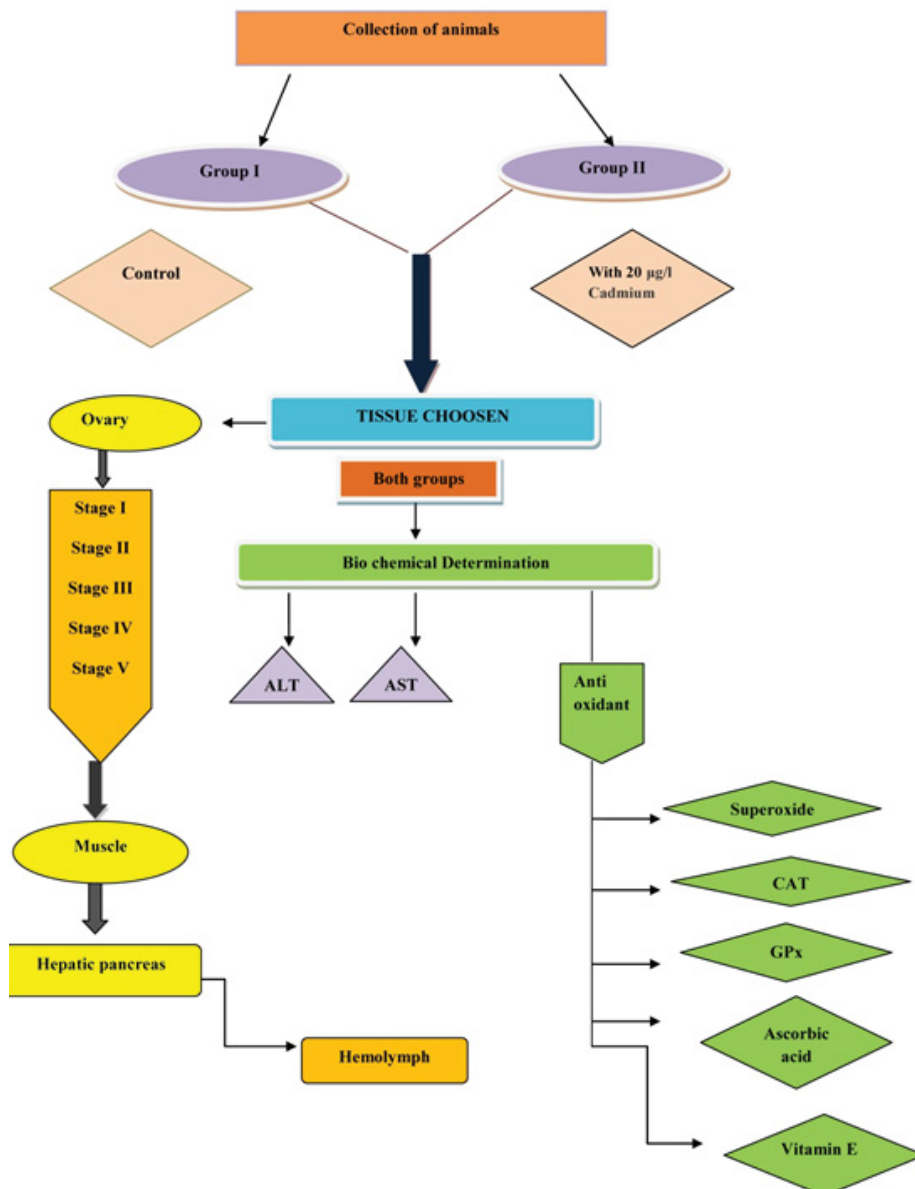 Collection of animals
Group I
Group II
Control
With 20 µg/l
Cadmium
TISSUE CHOOSEN
Ovary
Both groups
Stage I
Stage II
Stage III
Stage IV
Stage V
Bio chemical Determination
ALT
AST
Anti
oxidant
Superoxide
CAT
GPx
Ascorbic
acid
Vitamin E
Muscle
Hepatic pancreas
Hemolymph